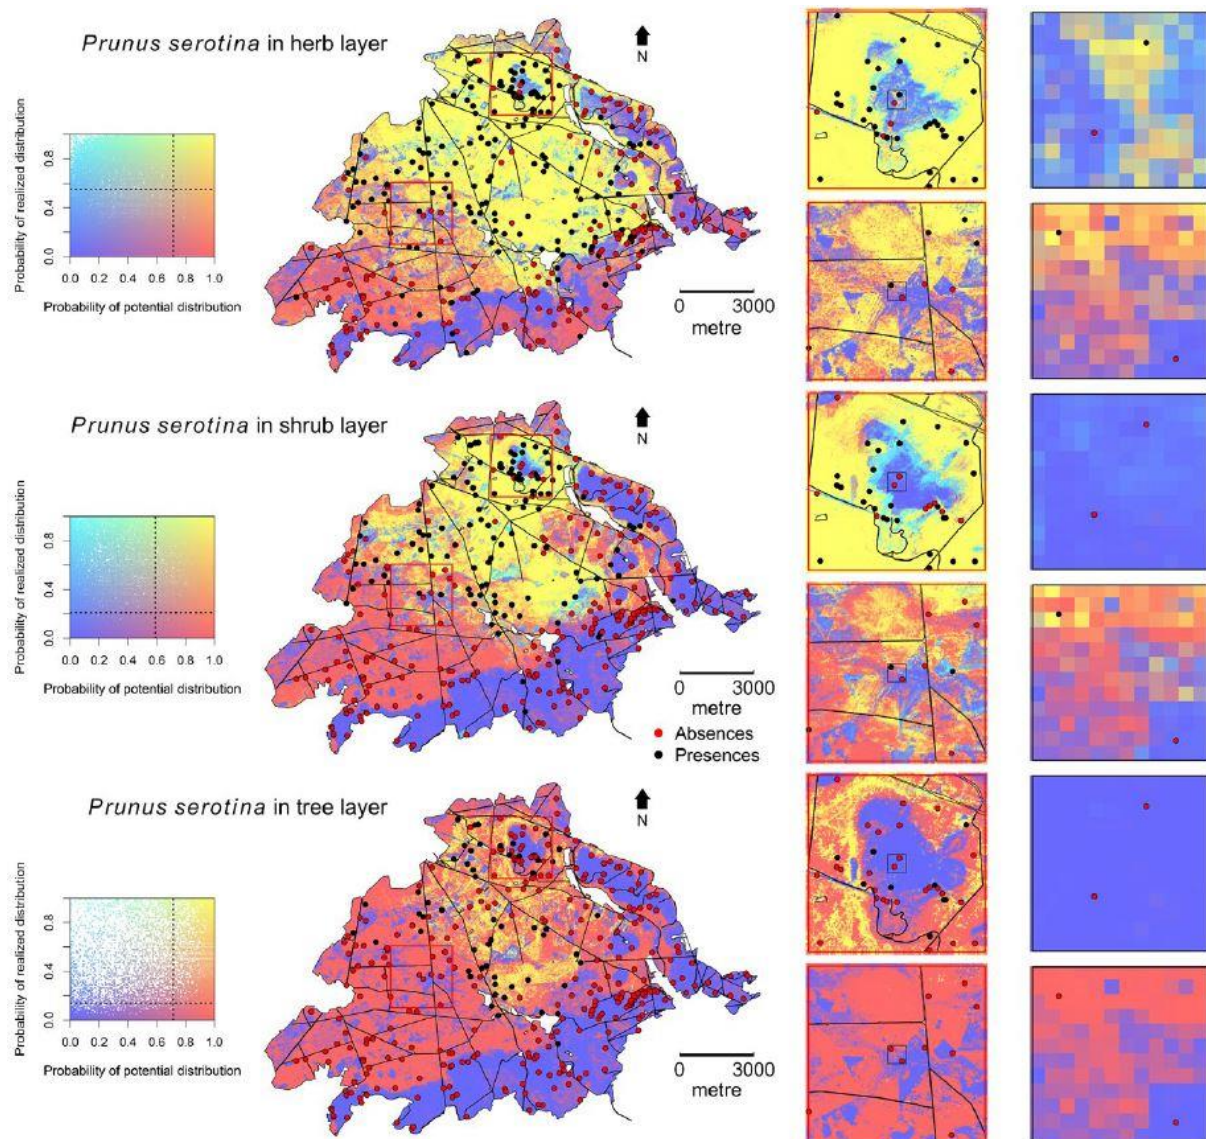 Prunus serotina in herb layer
N
Probability of realized distribution
0.8
0.4
0.0
0.0 0.2 0.4 0.6 0.8 1.0
Probability of potential distribution
0 3000
metre
Prunus serotina in shrub layer
N
Probability of realized distribution
0.8
0.4
0.0
0.0 0.2 0.4 0.6 0.8 1.0
Probability of potential distribution
0 3000
metre
Absences
Presences
Prunus serotina in tree layer
N
Probability of realized distribution
0.8
0.4
0.0
0.0 0.2 0.4 0.6 0.8 1.0
Probability of potential distribution
0 3000
metre